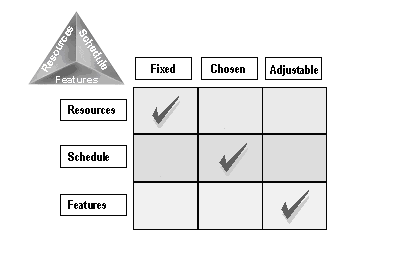 Resources
Schedule
Features
Fixed
Chosen
Adjustable
Resources
Schedule
Features